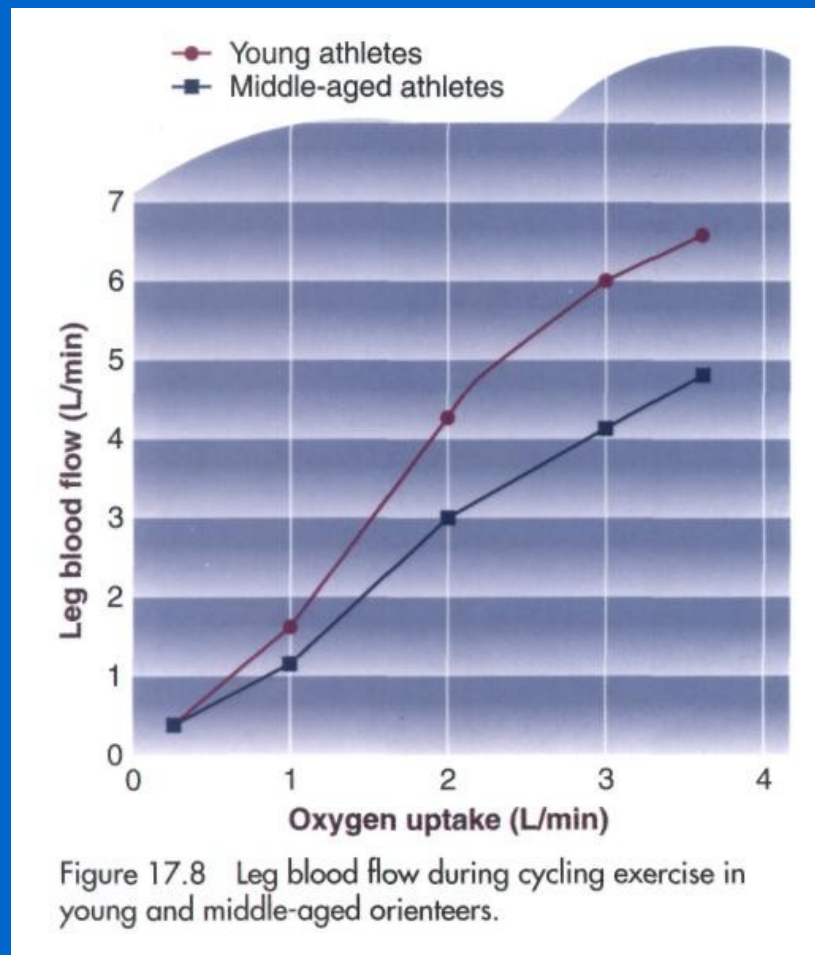 Young athletes
Middle-aged athletes
7
6
5
4
3
2
1
0
Leg blood flow (L/min)
0 1 2 3 4
Oxygen uptake (L/min)
Figure 17.8 Leg blood flow during cycling exercise in
young and middle-aged orienteers.